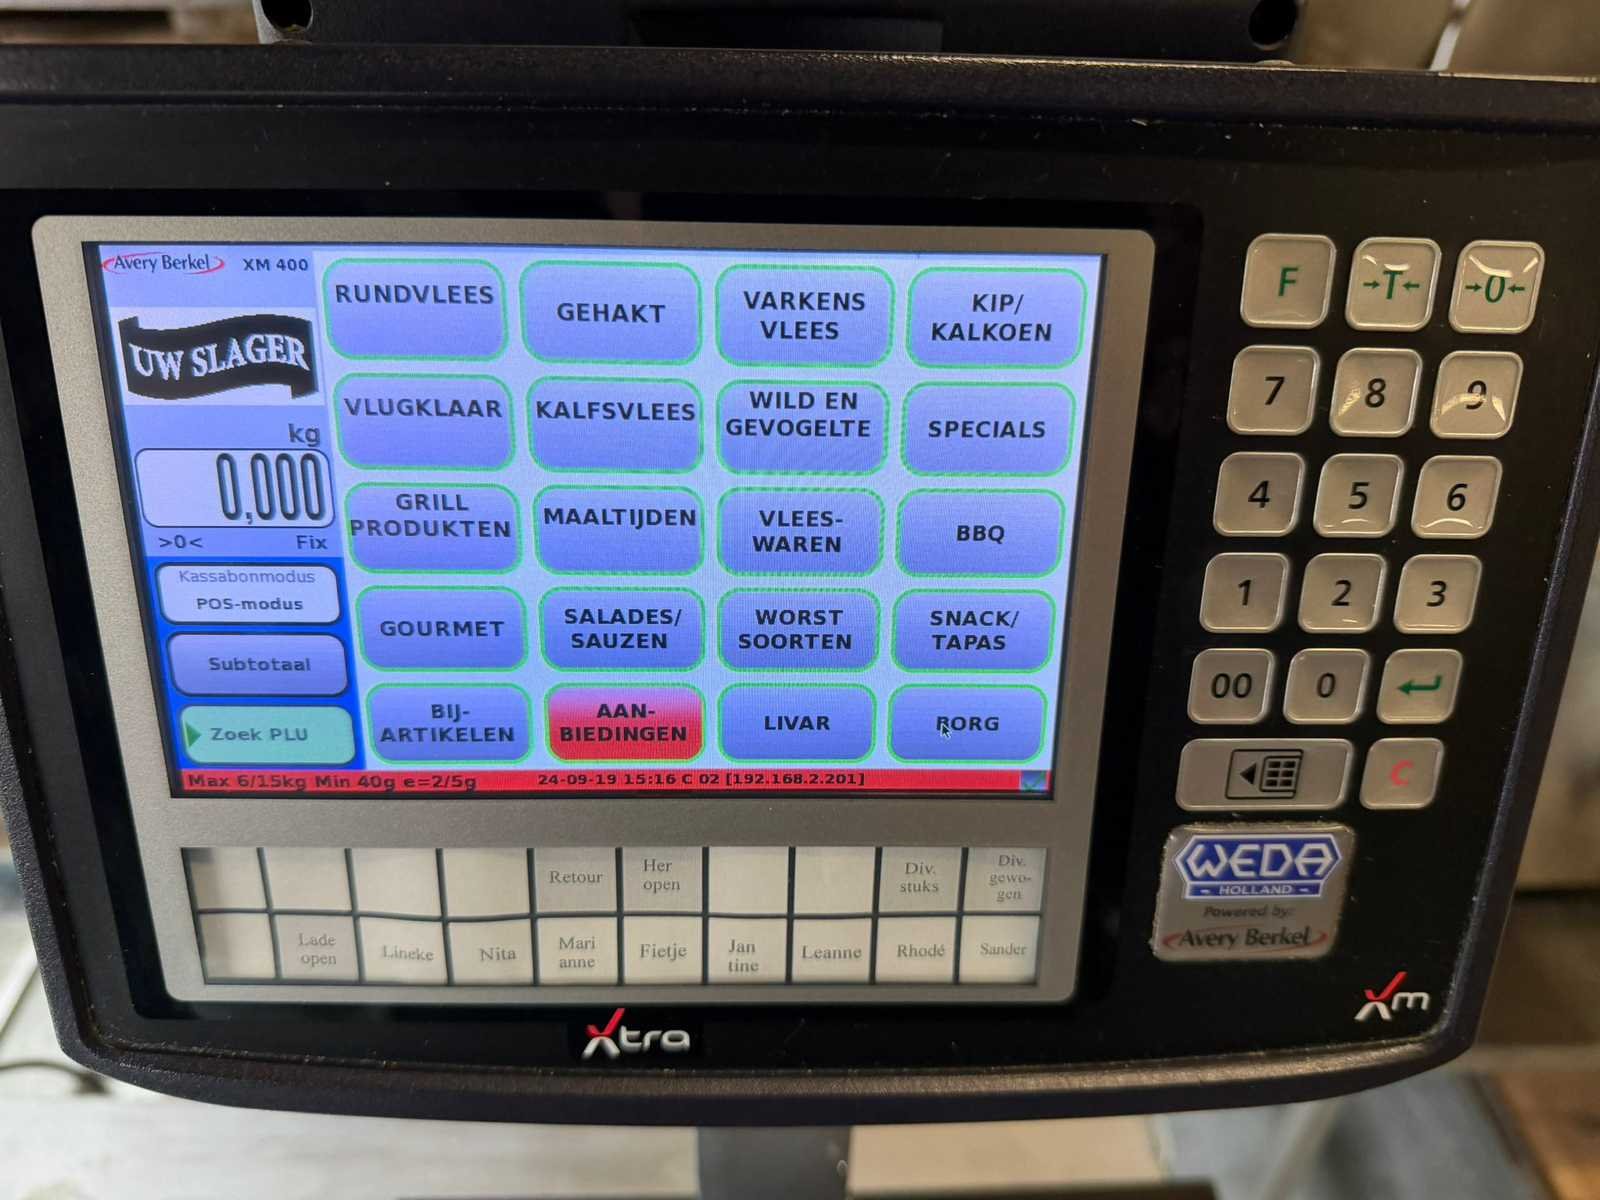 Avery Berkel XM 400
UW SLAGER
kg
0,000
>0< Fix
Kassabonmodus
POS-modus
Subtotaal
Zoek PLU
RUNDVLEES
GEHAKT
VARKENS
VLEES
KIP/
KALKOEN
VLUGKLAAR
KALFSVLEES
WILD EN
GEVOGELTE
SPECIALS
GRILL
PRODUKTEN
MAALTIJDEN
VLEES-
WAREN
BBQ
GOURMET
SALADES/
SAUZEN
WORST
SOORTEN
SNACK/
TAPAS
BIJ-
ARTIKELEN
AAN-
BIEDINGEN
LIVAR
BORG
Max 6/15kg Min 40g e=2/5g 24-09-19 15:16 C 02 [192.168.2.201]
Retour
Her
open
Div.
stuks
Div.
gewo-
gen
Lade
open
Lineke
Nita
Mari
anne
Fietje
Jan
tine
Leanne
Rhodé
Sander
Xtra
F →T← →0←
7 8 9
4 5 6
1 2 3
00 0
C
WEDA
HOLLAND
Powered by:
Avery Berkel
Xm